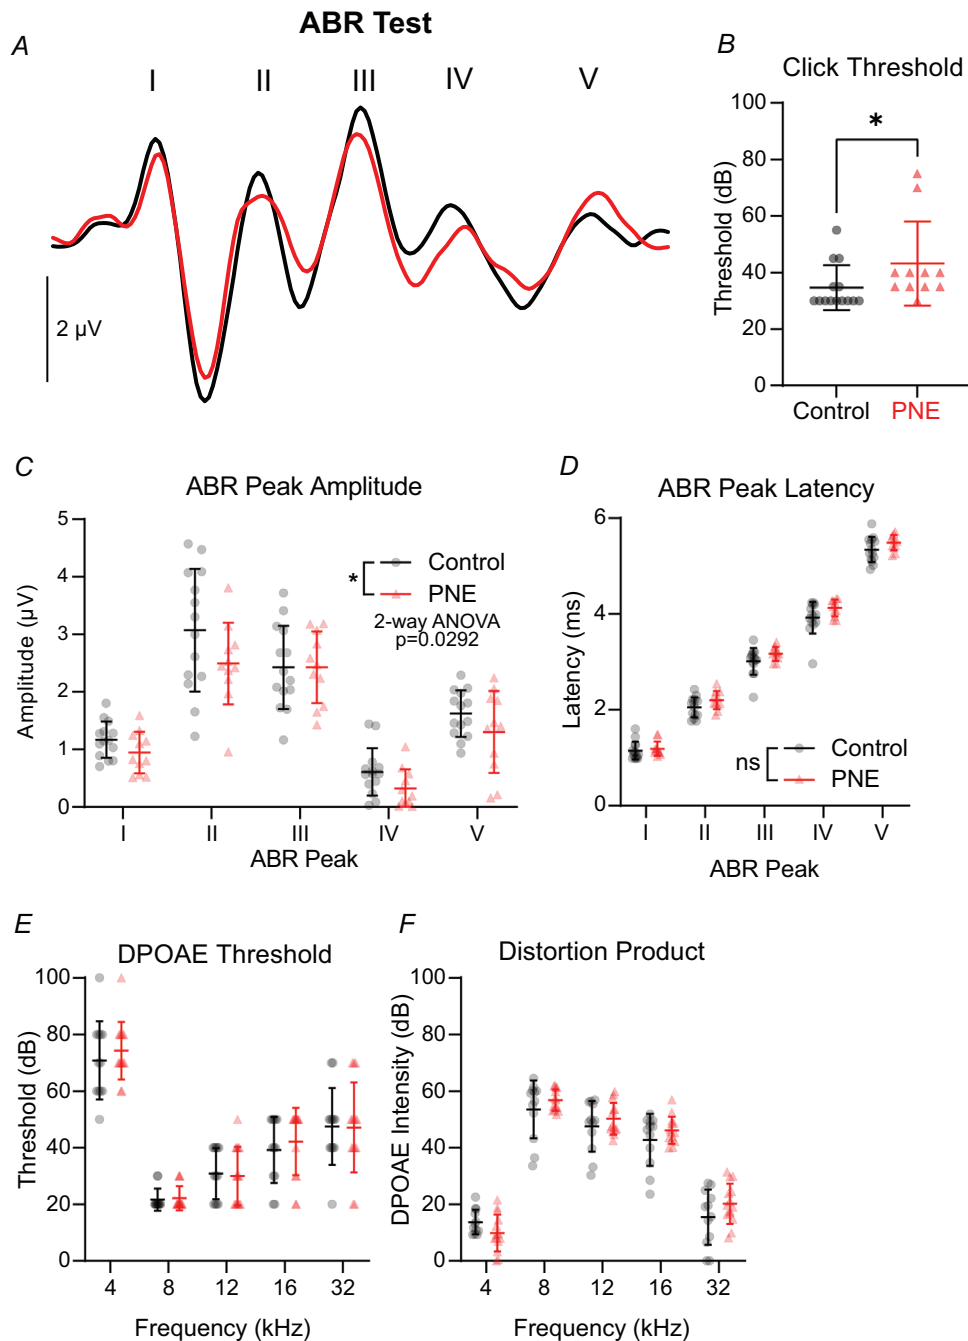 ABR Test
A
I II III IV V
2 µV
B
Click Threshold
Threshold (dB)
100
80
60
40
20
0
*
Control PNE
C
ABR Peak Amplitude
Amplitude (µV)
5
4
3
2
1
0
Control
*
PNE
2-way ANOVA
p=0.0292
I II III IV V
ABR Peak
D
ABR Peak Latency
Latency (ms)
6
4
2
0
Control
ns
PNE
I II III IV V
ABR Peak
E
DPOAE Threshold
Threshold (dB)
100
80
60
40
20
0
4 8 12 16 32
Frequency (kHz)
F
Distortion Product
DPOAE Intensity (dB)
100
80
60
40
20
0
4 8 12 16 32
Frequency (kHz)